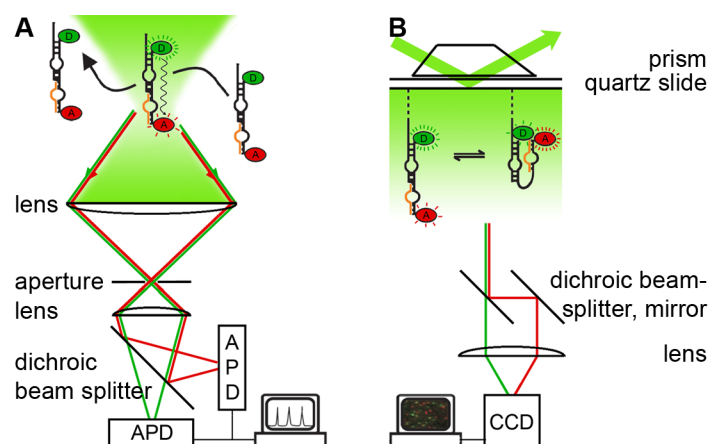 A
D
D
D
A
A
A
lens
aperture
lens
dichroic
beam splitter
A
P
D
APD
B
prism
quartz slide
D
D
A
A
dichroic beam-
splitter, mirror
lens
CCD